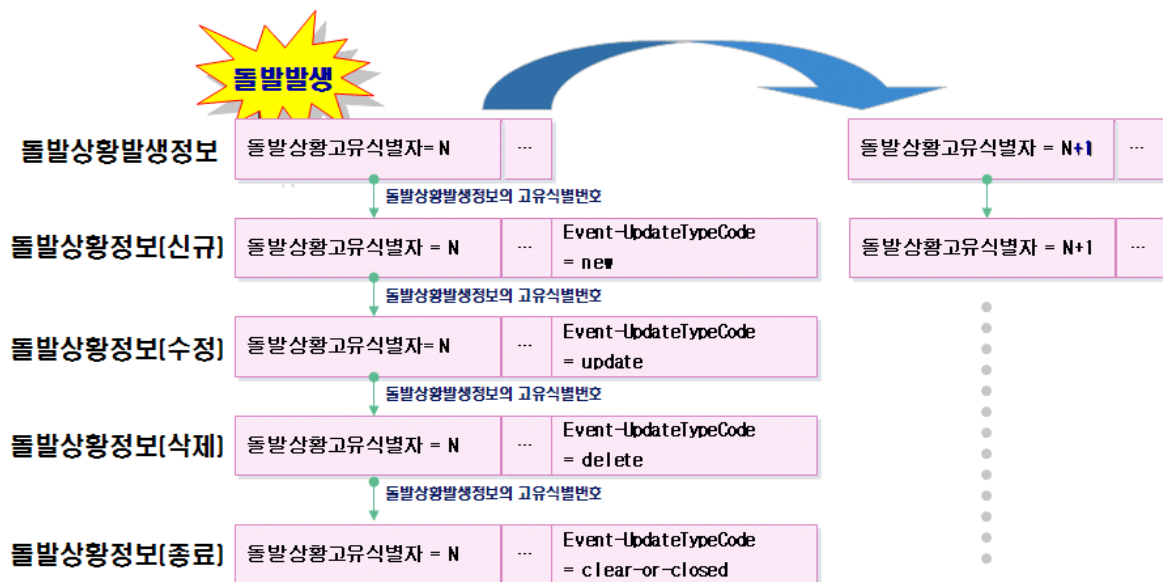 돌발발생
돌발상황발생정보
돌발상황고유식별자= N
...
돌발상황고유식별자 = N+1
...
돌발상황발생정보의 고유식별번호
돌발상황정보(신규)
돌발상황고유식별자 = N
...
Event-UpdateTypeCode
= new
돌발상황고유식별자 = N+1
...
돌발상황발생정보의 고유식별번호
돌발상황정보(수정)
돌발상황고유식별자= N
...
Event-UpdateTypeCode
= update
돌발상황발생정보의 고유식별번호
돌발상황정보(삭제)
돌발상황고유식별자 = N
...
Event-UpdateTypeCode
= delete
돌발상황발생정보의 고유식별번호
돌발상황정보(종료)
돌발상황고유식별자 = N
...
Event-UpdateTypeCode
= clear-or-closed